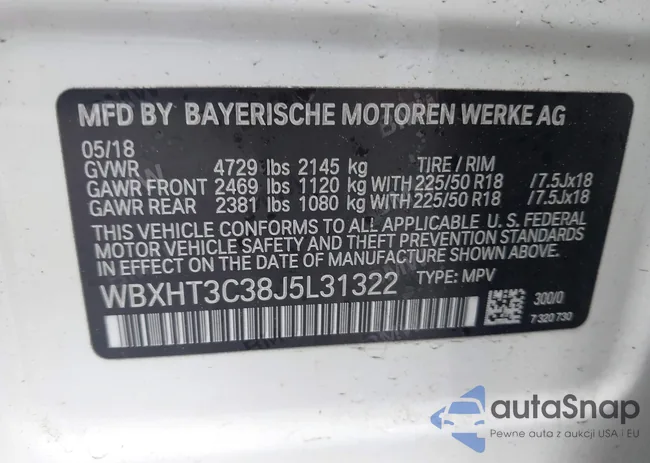 MFD BY BAYERISCHE MOTOREN WERKE AG
05/18
GVWR 4729 lbs 2145 kg TIRE / RIM
GAWR FRONT 2469 lbs 1120 kg WITH 225/50 R18 /7.5Jx18
GAWR REAR 2381 lbs 1080 kg WITH 225/50 R18 /7.5Jx18
THIS VEHICLE CONFORMS TO ALL APPLICABLE U. S. FEDERAL
MOTOR VEHICLE SAFETY AND THEFT PREVENTION STANDARDS
IN EFFECT ON THE DATE OF MANUFACTURE SHOWN ABOVE.
WBXHT3C38J5L31322 TYPE: MPV
300/0
7 320 730
autoSnap
Pewne auta z aukcji USA i EU